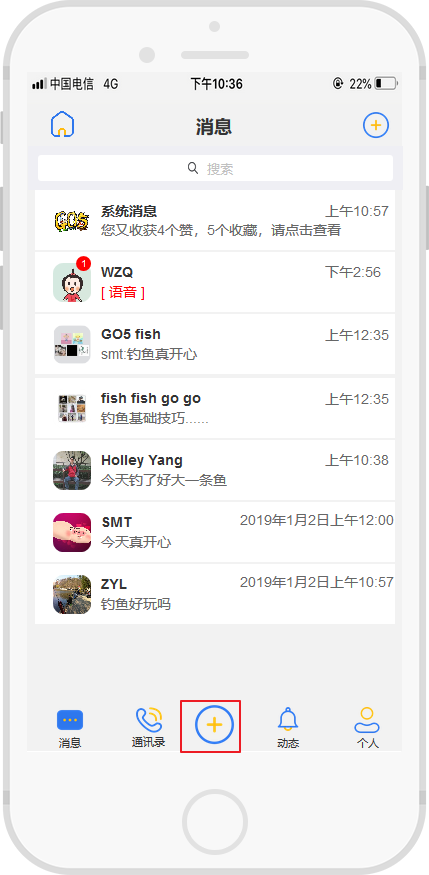 中国电信 4G 下午10:36 22%
消息
搜索
GO5 系统消息 上午10:57
您又收获4个赞，5个收藏，请点击查看
1
WZQ 下午2:56
[ 语音 ]
GO5 fish 上午12:35
smt:钓鱼真开心
fish fish go go 上午12:35
钓鱼基础技巧......
Holley Yang 上午10:38
今天钓了好大一条鱼
SMT 2019年1月2日上午12:00
今天真开心
ZYL 2019年1月2日上午10:57
钓鱼好玩吗
消息 通讯录 动态 个人